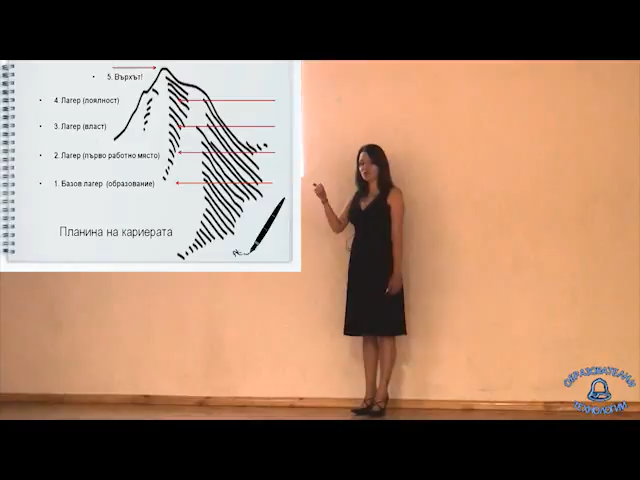 • 5. Върхът!
• 4. Лагер (лоялност)
• 3. Лагер (власт)
• 2. Лагер (първо работно място)
• 1. Базов лагер (образование)
Планина на кариерата
ОБРАЗОВАТЕЛНИ
ТЕХНОЛОГИИ